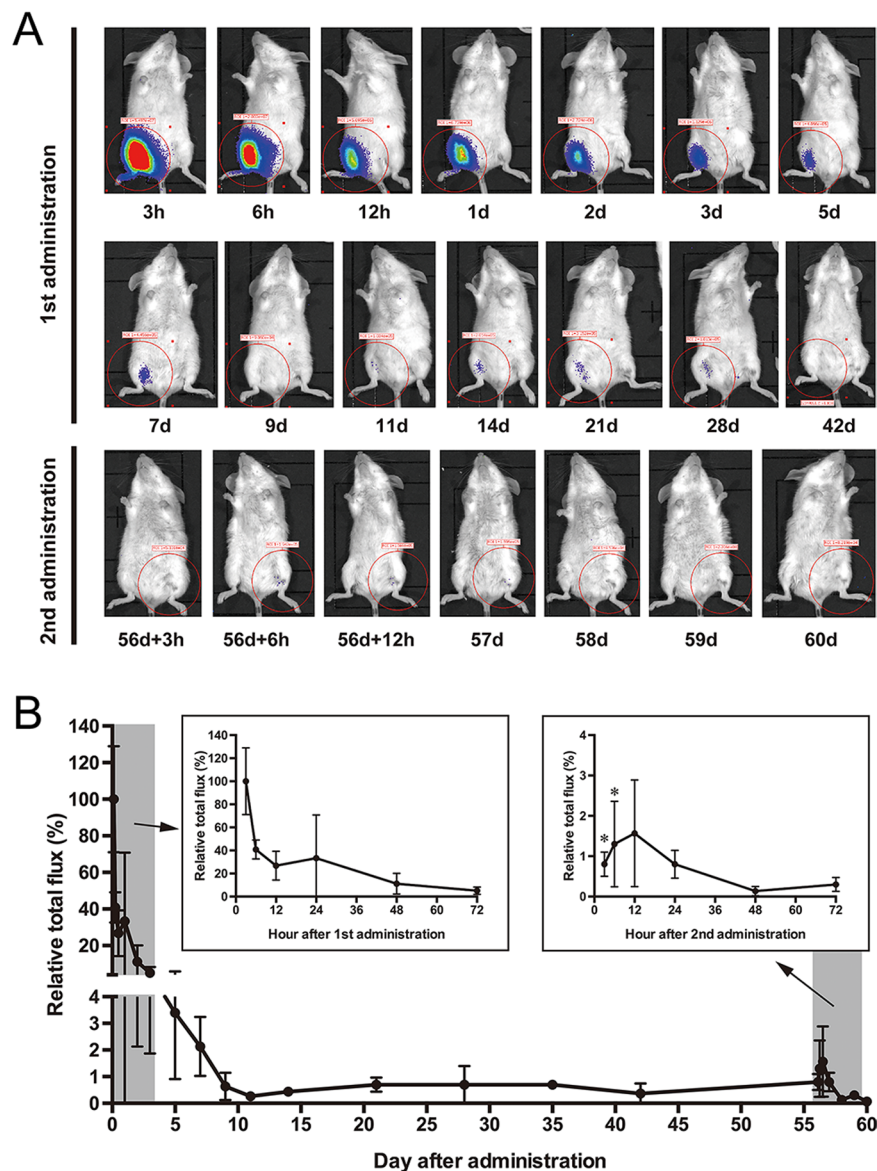 A
1st administration
3h 6h 12h 1d 2d 3d 5d
7d 9d 11d 14d 21d 28d 42d
2nd administration
56d+3h 56d+6h 56d+12h 57d 58d 59d 60d
B
Relative total flux (%)
140
120
100
80
60
40
20
4
3
2
1
0
0 5 10 15 20 25 30 35 40 45 50 55 60
Day after administration
Relative total flux (%)
140
120
100
80
60
40
20
0
0 12 24 36 48 60 72
Hour after 1st administration
Relative total flux (%)
4
3
2
1
0
* *
0 12 24 36 48 60 72
Hour after 2nd administration